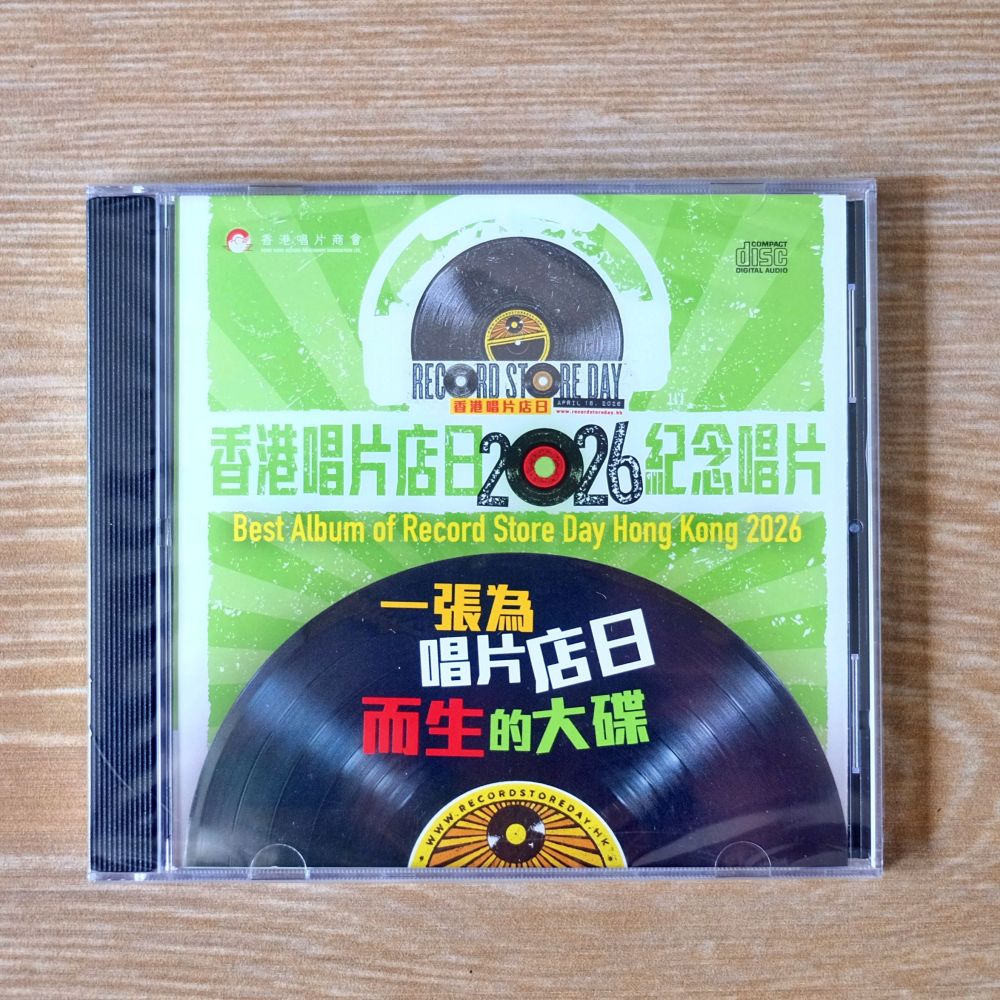 香港唱片商會
COMPACT
disc
DIGITAL AUDIO
RECORD STORE DAY
香港唱片店日
APRIL 18, 2026
www.recordstoreday.hk
香港唱片店日2026紀念唱片
Best Album of Record Store Day Hong Kong 2026
一張為
唱片店日
而生的大碟
WWW.RECORDSTOREDAY.HK